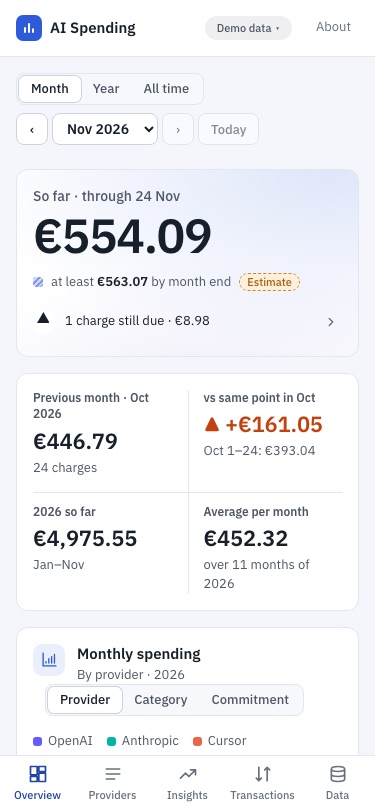 AI Spending
Demo data ·
About
Month
Year
All time
‹
Nov 2026
›
Today
So far · through 24 Nov
€554.09
at least €563.07 by month end
Estimate
1 charge still due · €8.98
›
Previous month · Oct
2026
€446.79
24 charges
vs same point in Oct
+€161.05
Oct 1–24: €393.04
2026 so far
€4,975.55
Jan–Nov
Average per month
€452.32
over 11 months of
2026
Monthly spending
By provider · 2026
Provider
Category
Commitment
OpenAI
Anthropic
Cursor
Overview
Providers
Insights
Transactions
Data